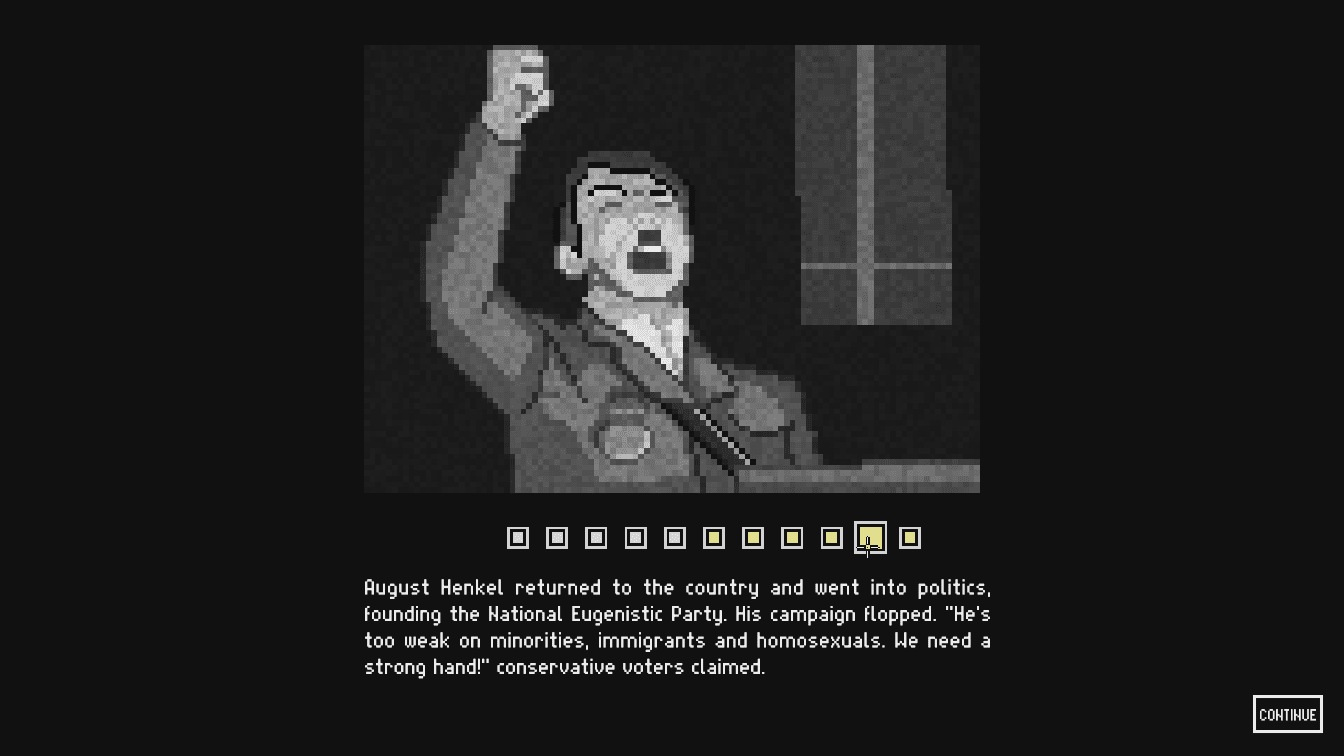 August Henkel returned to the country and went into politics,
founding the National Eugenistic Party. His campaign flopped. "He's
too weak on minorities, immigrants and homosexuals. We need a
strong hand!" conservative voters claimed.
CONTINUE